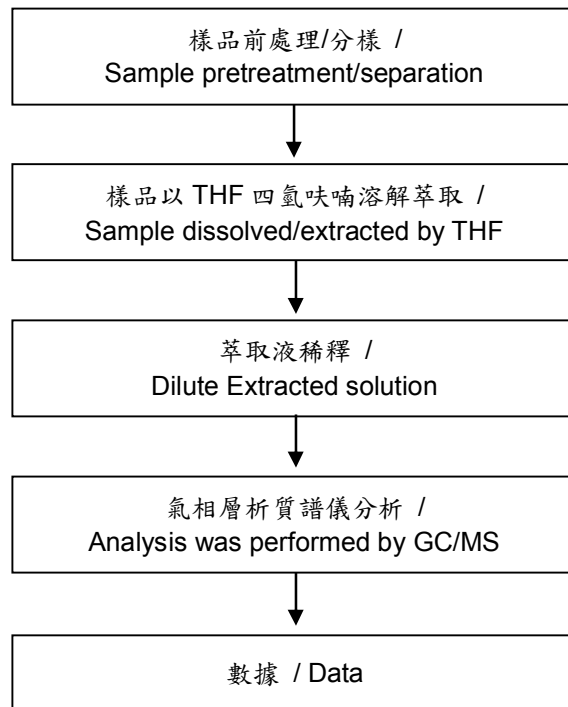 樣品前處理/分樣 /
Sample pretreatment/separation
樣品以 THF 四氫呋喃溶解萃取 /
Sample dissolved/extracted by THF
萃取液稀釋 /
Dilute Extracted solution
氣相層析質譜儀分析 /
Analysis was performed by GC/MS
數據 / Data